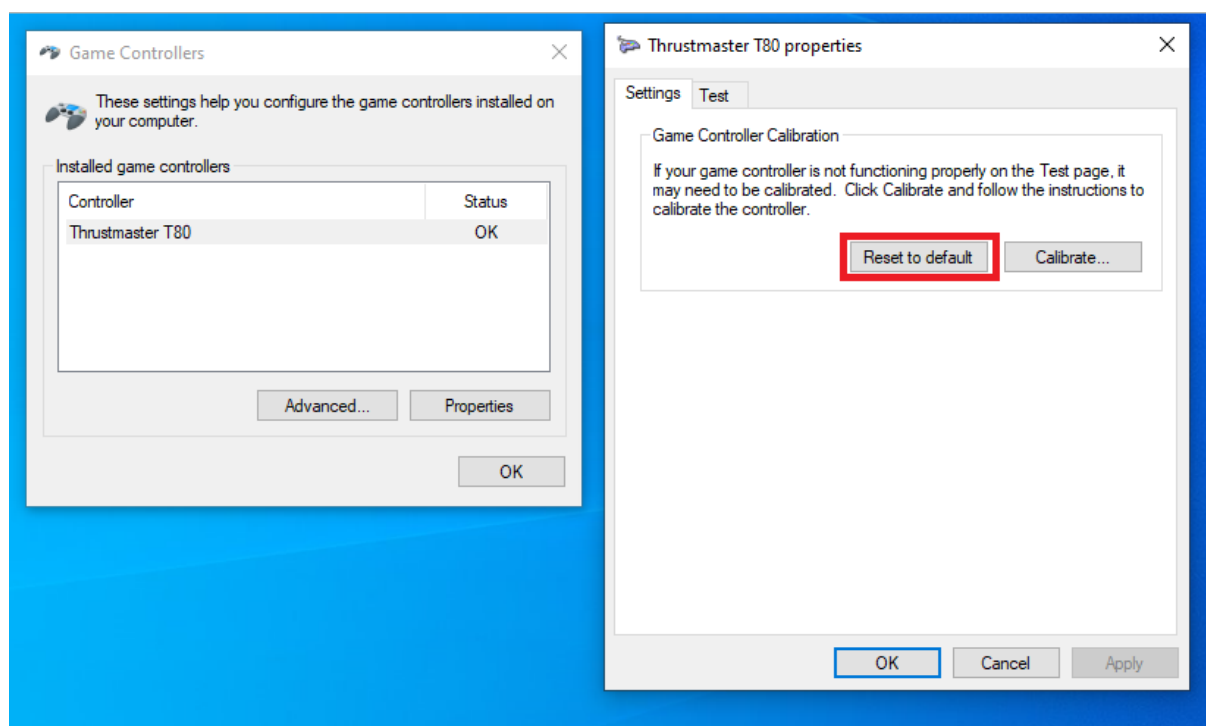 Game Controllers
These settings help you configure the game controllers installed on
your computer.
Installed game controllers
Controller Status
Thrustmaster T80 OK
Advanced... Properties
OK
Thrustmaster T80 properties
Settings Test
Game Controller Calibration
If your game controller is not functioning properly on the Test page, it
may need to be calibrated. Click Calibrate and follow the instructions to
calibrate the controller.
Reset to default Calibrate...
OK Cancel Apply